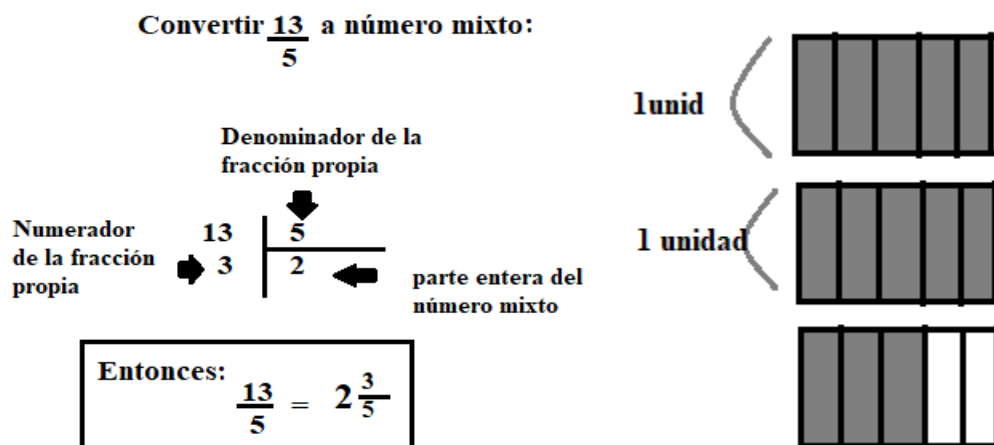 Convertir 13/5 a número mixto:
Denominador de la
fracción propia
Numerador
de la fracción
propia
13 5
3 2
parte entera del
número mixto
Entonces:
13/5 = 2 3/5
1unid
1 unidad